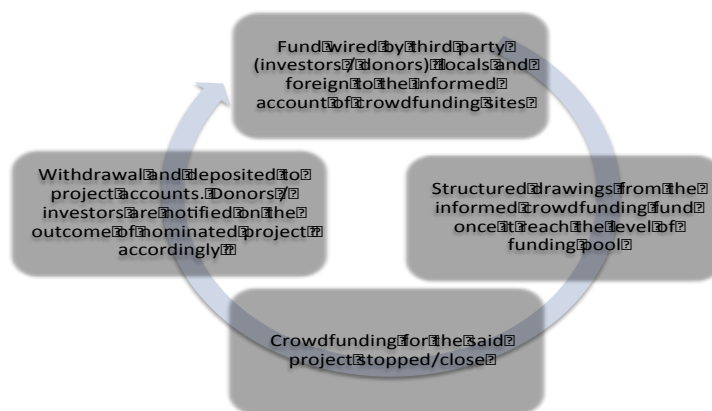 Fund wired by third party
(investors / donors) locals and
foreign to the informed
account of crowdfunding sites
Structured drawings from the
informed crowdfunding fund
once it reach the level of
funding pool
Crowdfunding for the said
project stopped/close
Withdrawal and deposited to
project accounts. Donors /
investors are notified on the
outcome of nominated project
accordingly